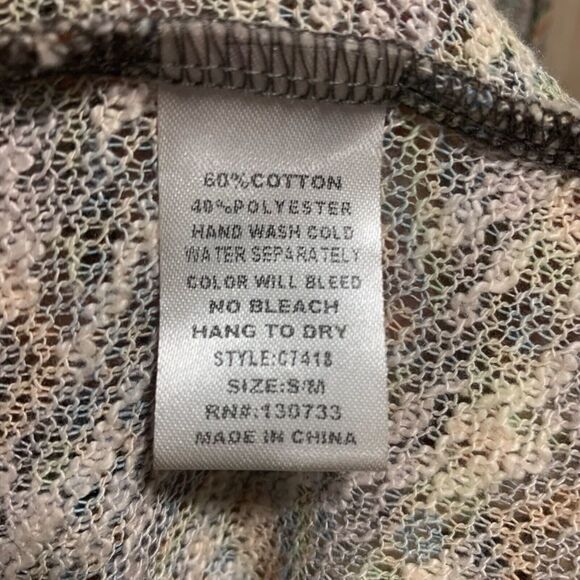 60%COTTON
40%POLYESTER
HAND WASH COLD
WATER SEPARATELY
COLOR WILL BLEED
NO BLEACH
HANG TO DRY
STYLE:C7418
SIZE:S/M
RN#:130733
MADE IN CHINA